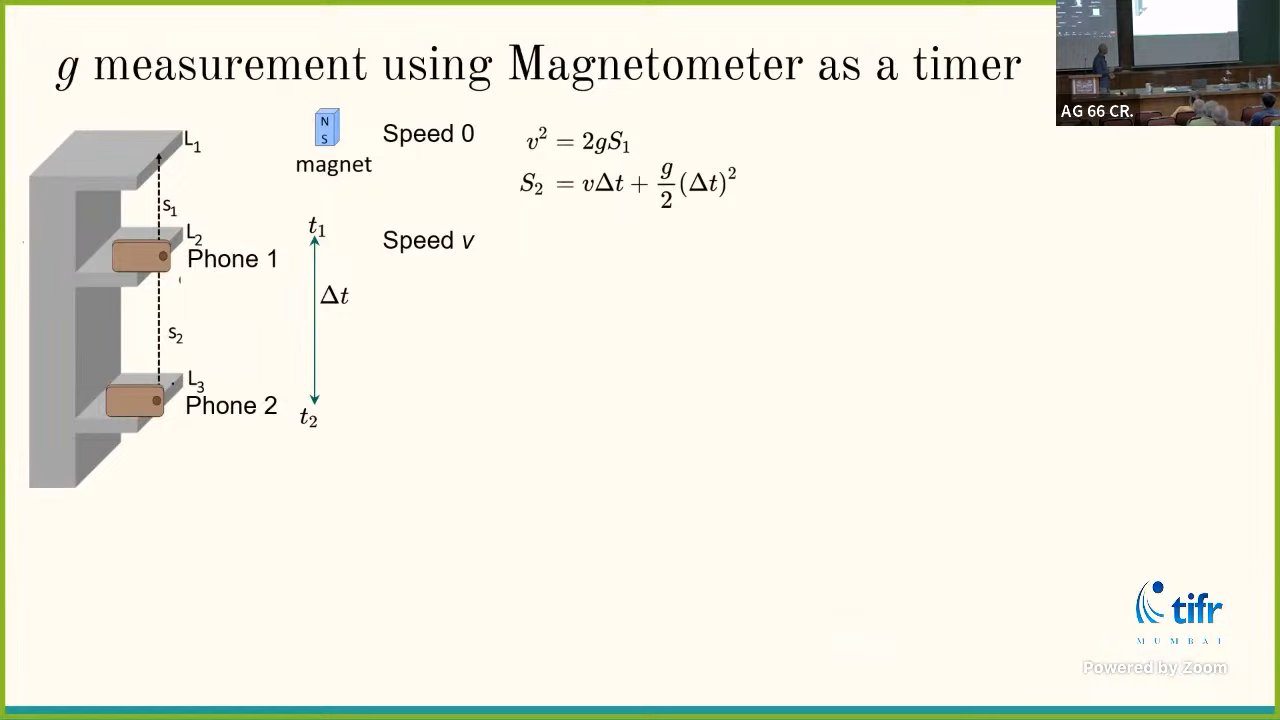 g measurement using Magnetometer as a timer
AG 66 CR.
L1
N
S
magnet
Speed 0
v² = 2gS₁
S₂ = vΔt + g/2 (Δt)²
s1
L2
Phone 1
t₁
Speed v
Δt
s2
L3
Phone 2
t₂
tifr
MUMBAI
Powered by Zoom